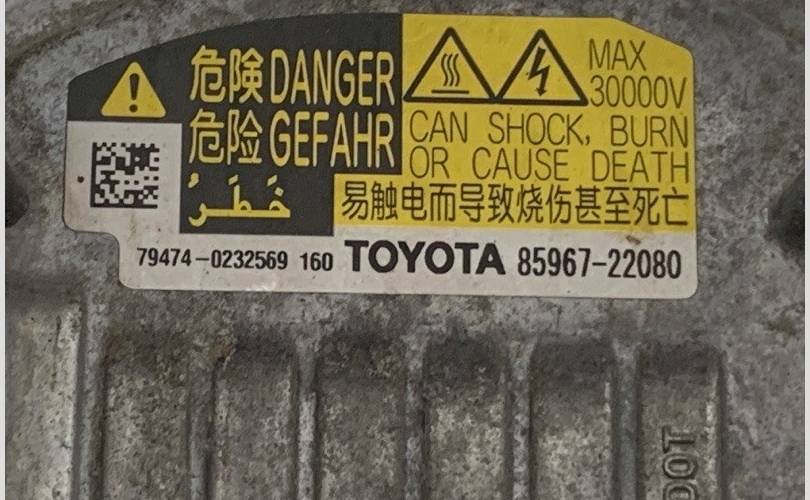 危険 DANGER
危险 GEFAHR
خَطَرُ
MAX
30000V
CAN SHOCK, BURN
OR CAUSE DEATH
易触电而导致烧伤甚至死亡
79474-0232569 160 TOYOTA 85967-22080
00T